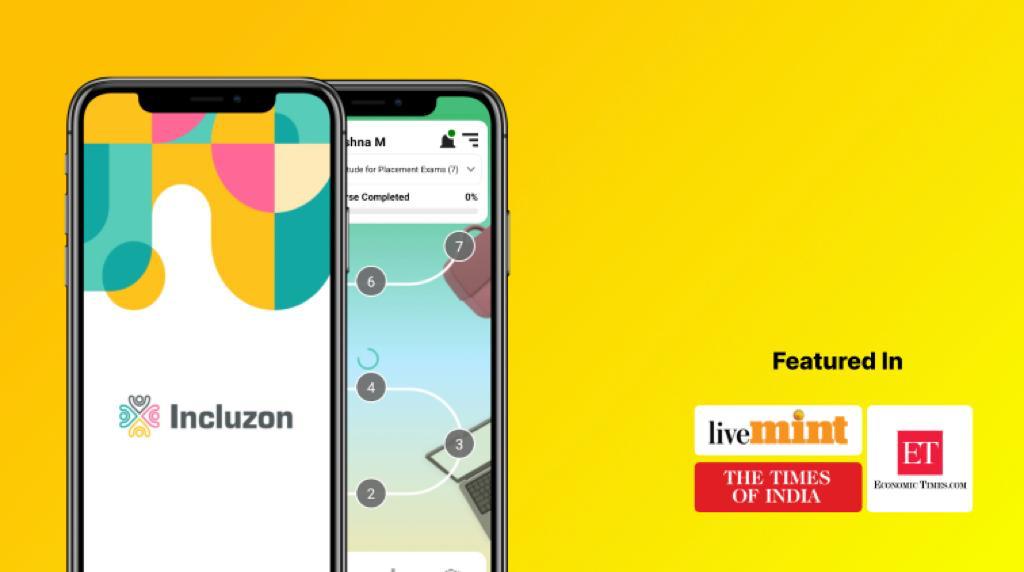 Incluzon
shna M
tude for Placement Exams (7)
rse Completed 0%
7
6
4
3
2
Featured In
livemint
THE TIMES
OF INDIA
ET
ECONOMIC TIMES.COM